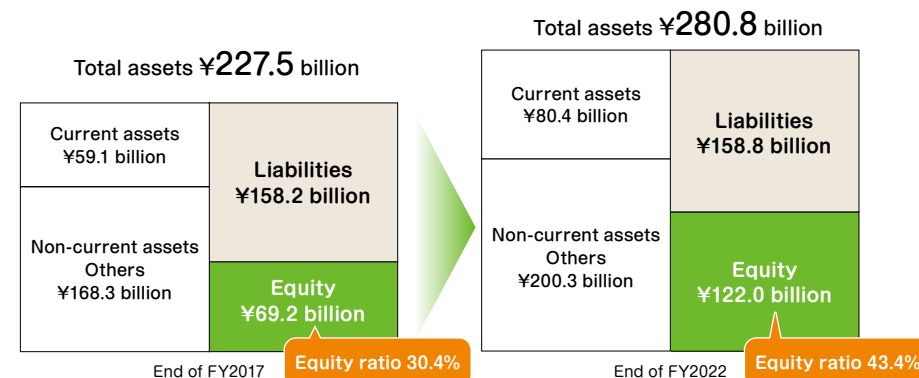 Total assets ¥227.5 billion
Current assets
¥59.1 billion
Non-current assets
Others
¥168.3 billion
Liabilities
¥158.2 billion
Equity
¥69.2 billion
Equity ratio 30.4%
End of FY2017
Total assets ¥280.8 billion
Current assets
¥80.4 billion
Non-current assets
Others
¥200.3 billion
Liabilities
¥158.8 billion
Equity
¥122.0 billion
Equity ratio 43.4%
End of FY2022